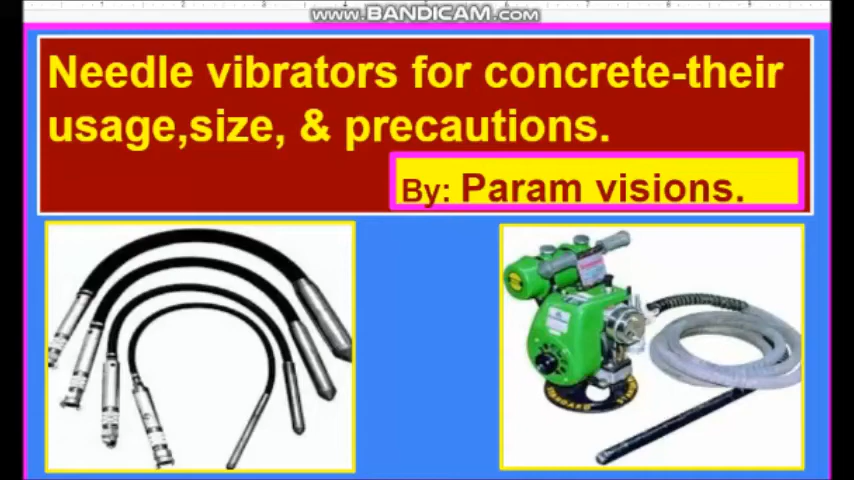 www.BANDICAM.com
Needle vibrators for concrete-their
usage,size, & precautions.
By: Param visions.